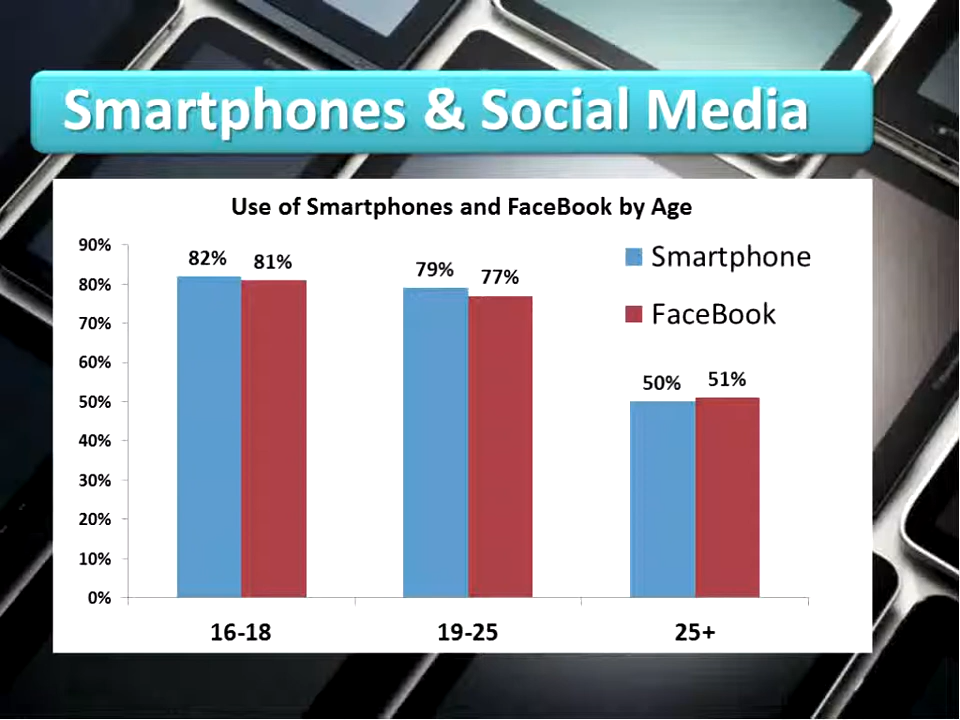 Smartphones & Social Media
Use of Smartphones and FaceBook by Age
90%
80%
70%
60%
50%
40%
30%
20%
10%
0%
82% 81%
79% 77%
50% 51%
Smartphone
FaceBook
16-18 19-25 25+